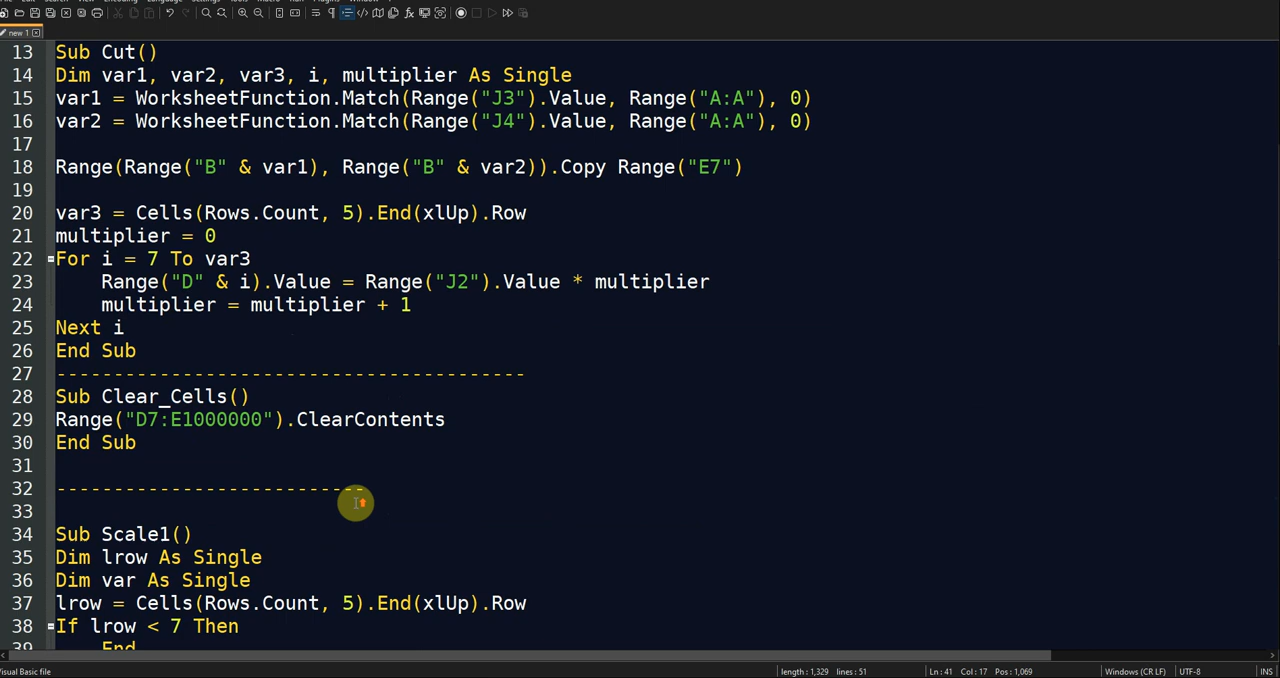 new 1
13 Sub Cut()
14 Dim var1, var2, var3, i, multiplier As Single
15 var1 = WorksheetFunction.Match(Range("J3").Value, Range("A:A"), 0)
16 var2 = WorksheetFunction.Match(Range("J4").Value, Range("A:A"), 0)
17
18 Range(Range("B" & var1), Range("B" & var2)).Copy Range("E7")
19
20 var3 = Cells(Rows.Count, 5).End(xlUp).Row
21 multiplier = 0
22 For i = 7 To var3
23     Range("D" & i).Value = Range("J2").Value * multiplier
24     multiplier = multiplier + 1
25 Next i
26 End Sub
27 -----------------------------------------
28 Sub Clear_Cells()
29 Range("D7:E1000000").ClearContents
30 End Sub
31
32 ---------------------------
33
34 Sub Scale1()
35 Dim lrow As Single
36 Dim var As Single
37 lrow = Cells(Rows.Count, 5).End(xlUp).Row
38 If lrow < 7 Then
39     End
isual Basic file length : 1,329 lines : 51 Ln : 41 Col : 17 Pos : 1,069 Windows (CR LF) UTF-8 INS